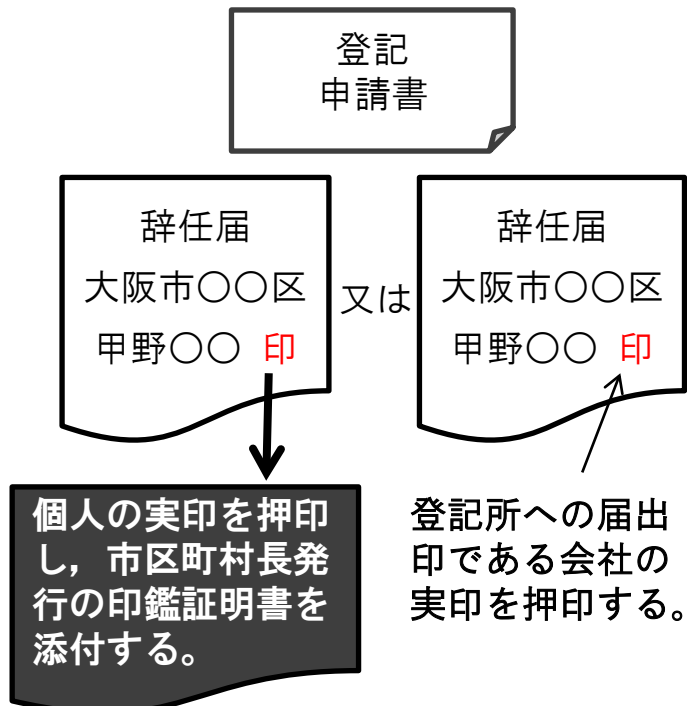 登記
申請書
辞任届
大阪市〇〇区
甲野〇〇 印
又は
辞任届
大阪市〇〇区
甲野〇〇 印
個人の実印を押印
し，市区町村長発
行の印鑑証明書を
添付する。
登記所への届出
印である会社の
実印を押印する。